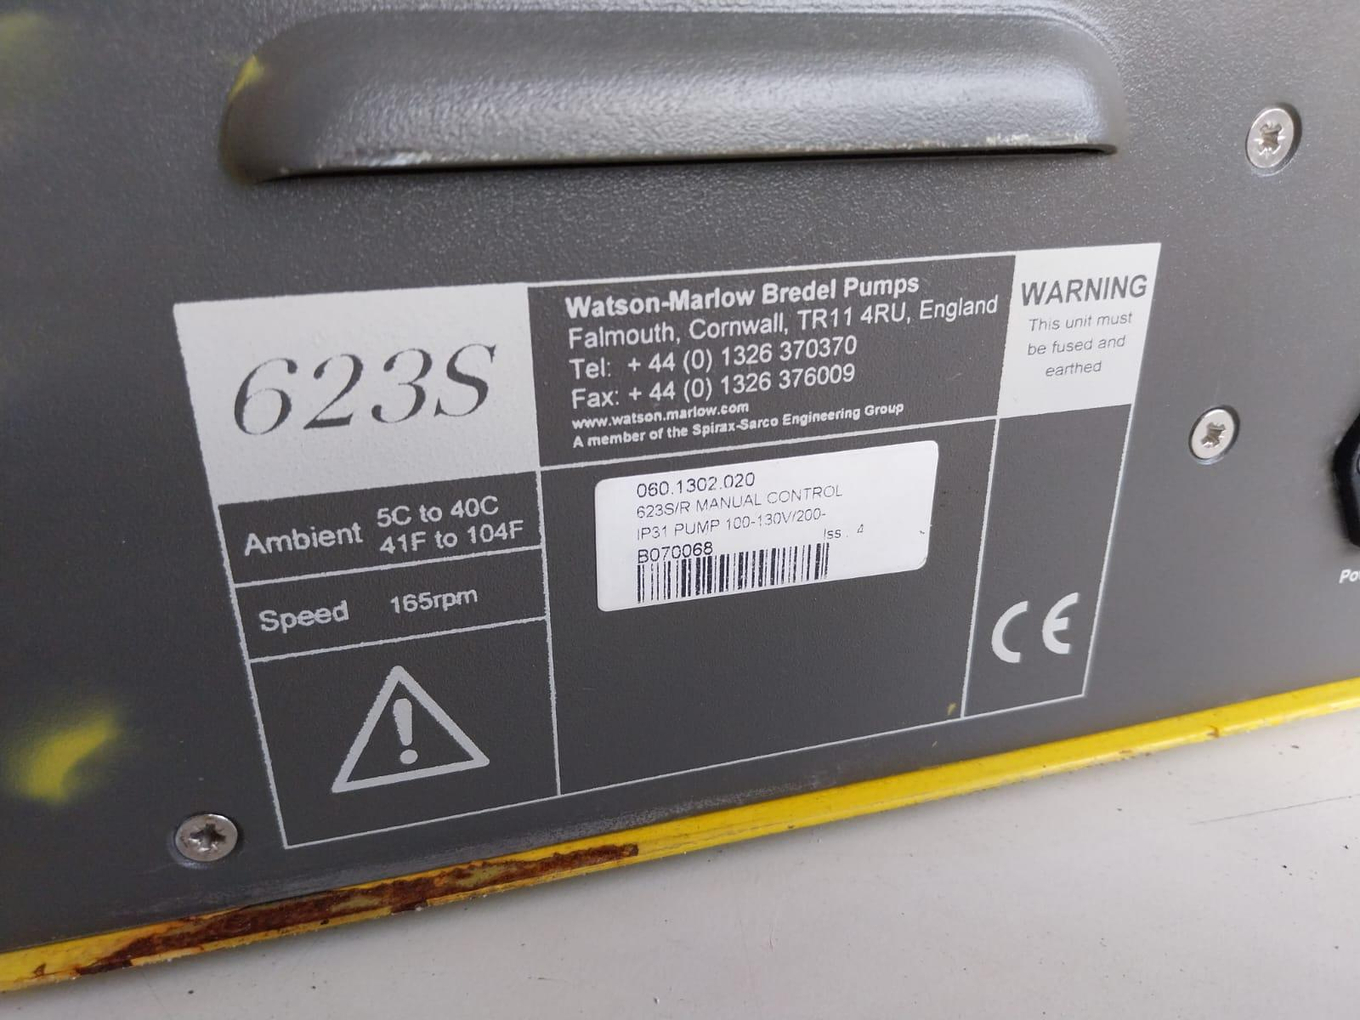 623S
Watson-Marlow Bredel Pumps
Falmouth, Cornwall, TR11 4RU, England
Tel: + 44 (0) 1326 370370
Fax: + 44 (0) 1326 376009
www.watson.marlow.com
A member of the Spirax-Sarco Engineering Group
WARNING
This unit must
be fused and
earthed
Ambient 5C to 40C
41F to 104F
Speed 165rpm
060.1302.020
623S/R MANUAL CONTROL
IP31 PUMP 100-130V/200-
Iss. 4
B070068
CE